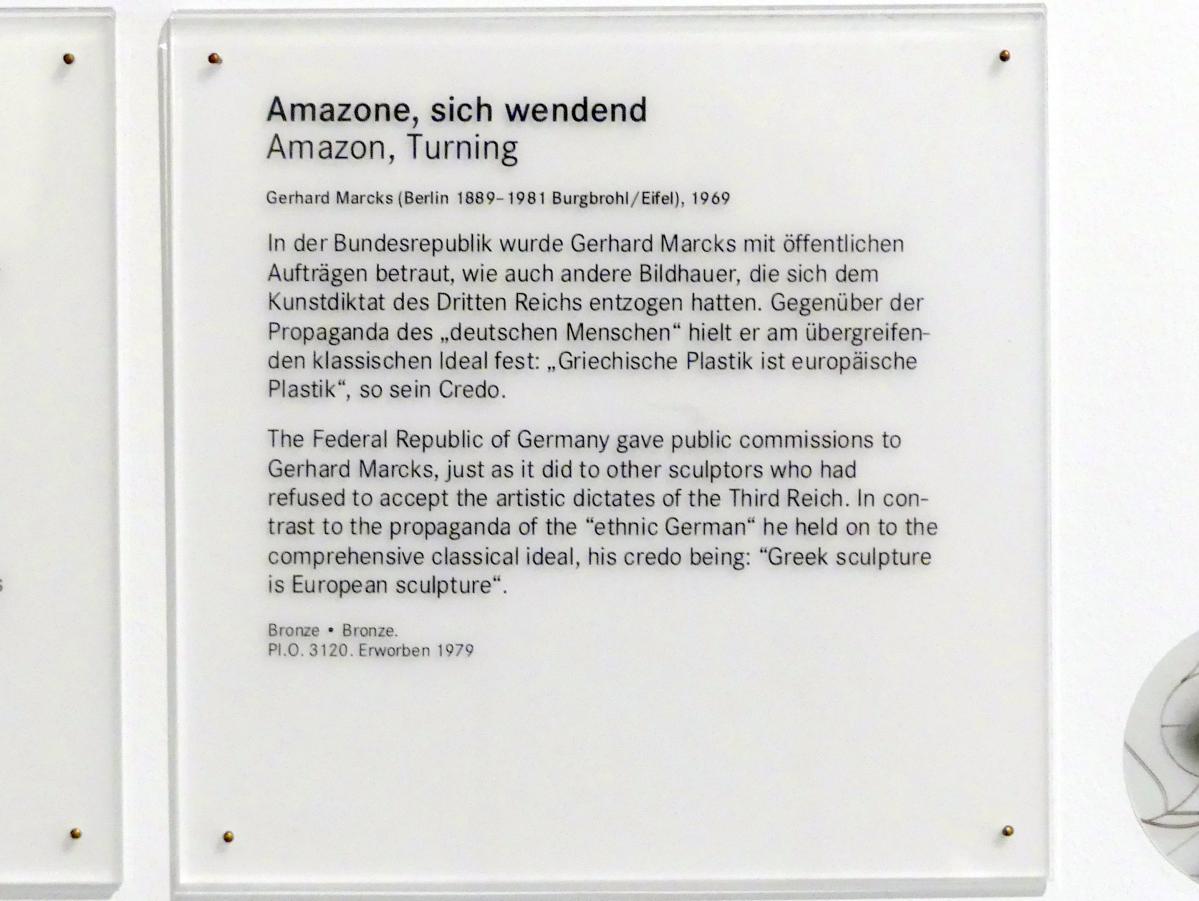 Amazone, sich wendend
Amazon, Turning
Gerhard Marcks (Berlin 1889–1981 Burgbrohl/Eifel), 1969
In der Bundesrepublik wurde Gerhard Marcks mit öffentlichen
Aufträgen betraut, wie auch andere Bildhauer, die sich dem
Kunstdiktat des Dritten Reichs entzogen hatten. Gegenüber der
Propaganda des „deutschen Menschen“ hielt er am übergreifen-
den klassischen Ideal fest: „Griechische Plastik ist europäische
Plastik“, so sein Credo.
The Federal Republic of Germany gave public commissions to
Gerhard Marcks, just as it did to other sculptors who had
refused to accept the artistic dictates of the Third Reich. In con-
trast to the propaganda of the “ethnic German“ he held on to the
comprehensive classical ideal, his credo being: “Greek sculpture
is European sculpture“.
Bronze • Bronze.
Pl.O. 3120. Erworben 1979